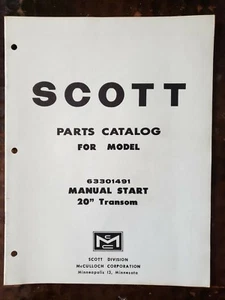 SCOTT
PARTS CATALOG
FOR MODEL
63301491
MANUAL START
20" Transom
SCOTT DIVISION
McCULLOCH CORPORATION
Minneapolis 13, Minnesota